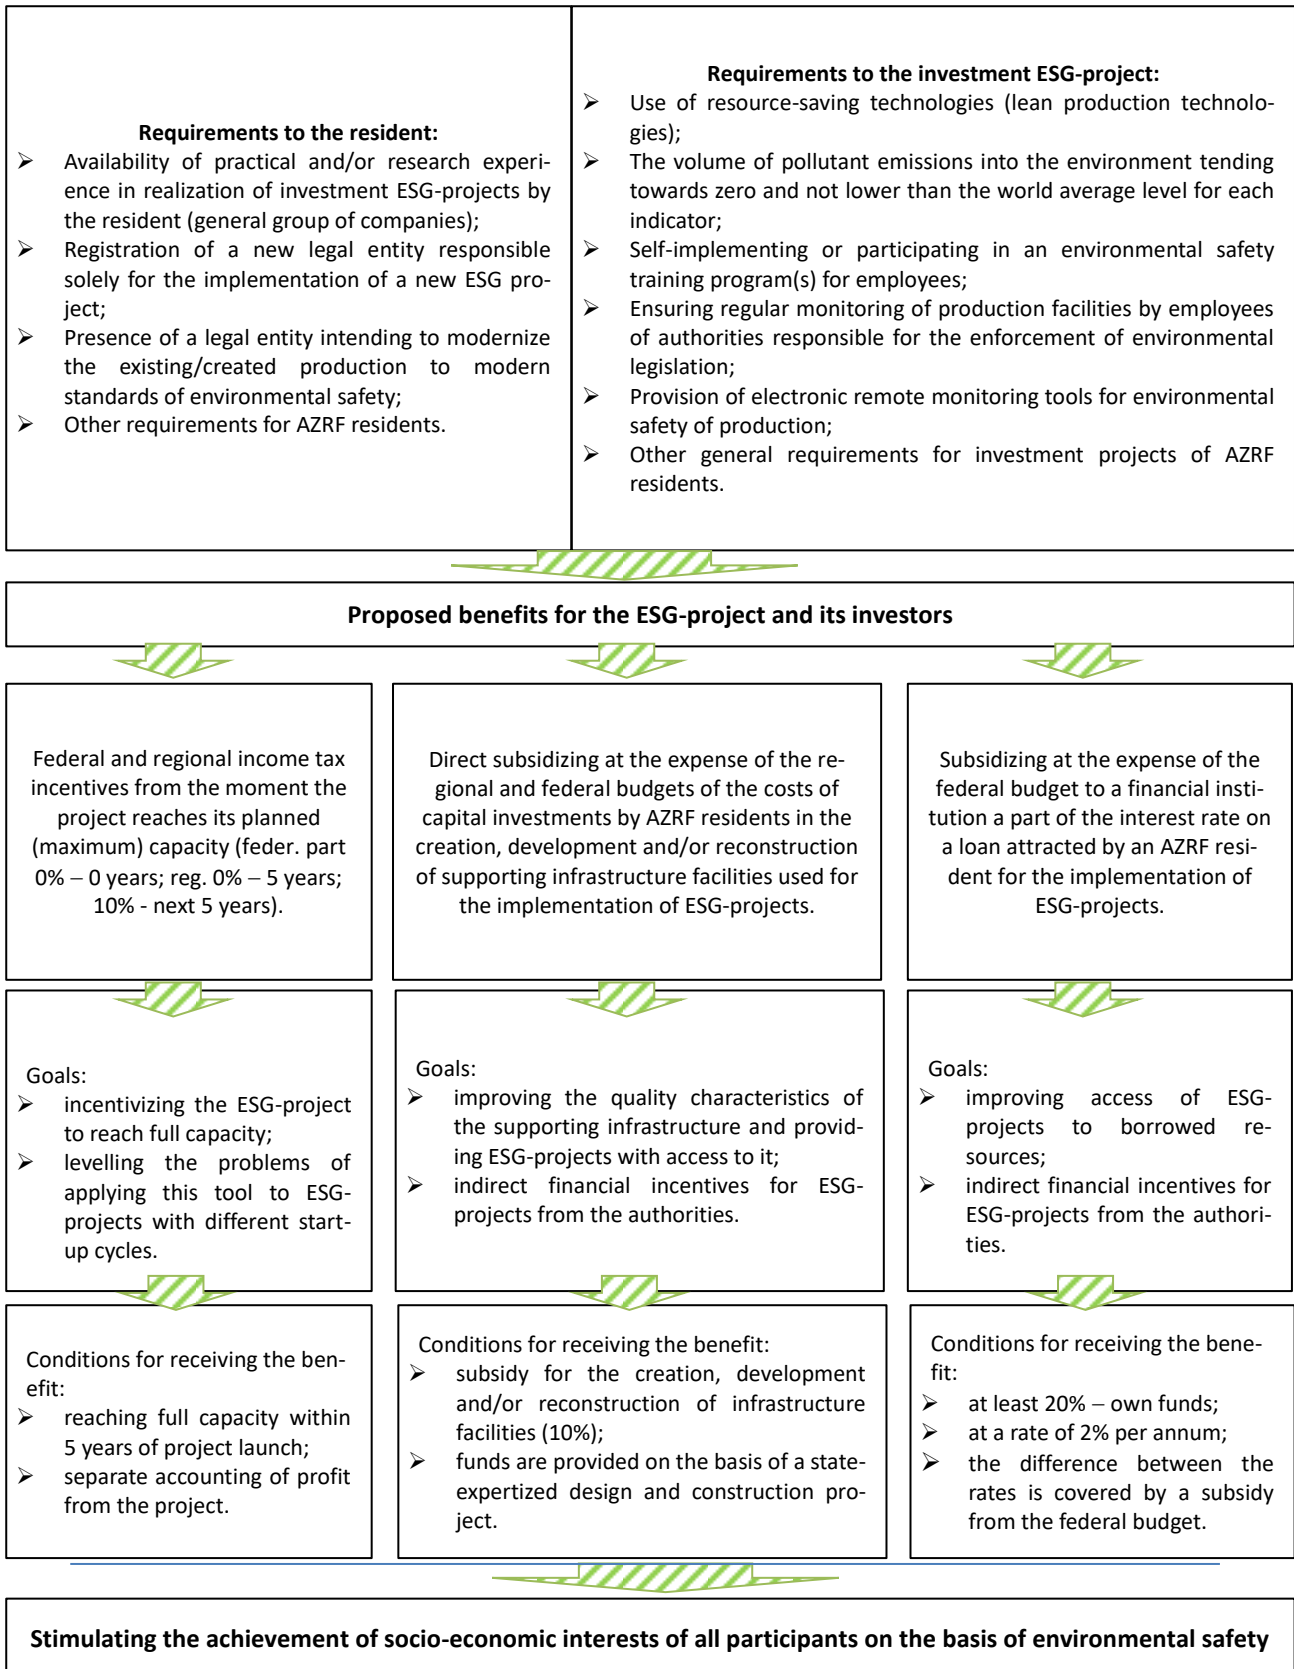 Requirements to the resident:
➢ Availability of practical and/or research experi-
ence in realization of investment ESG-projects by
the resident (general group of companies);
➢ Registration of a new legal entity responsible
solely for the implementation of a new ESG pro-
ject;
➢ Presence of a legal entity intending to modernize
the existing/created production to modern
standards of environmental safety;
➢ Other requirements for AZRF residents.
Requirements to the investment ESG-project:
➢ Use of resource-saving technologies (lean production technolo-
gies);
➢ The volume of pollutant emissions into the environment tending
towards zero and not lower than the world average level for each
indicator;
➢ Self-implementing or participating in an environmental safety
training program(s) for employees;
➢ Ensuring regular monitoring of production facilities by employees
of authorities responsible for the enforcement of environmental
legislation;
➢ Provision of electronic remote monitoring tools for environmental
safety of production;
➢ Other general requirements for investment projects of AZRF
residents.
Proposed benefits for the ESG-project and its investors
Federal and regional income tax
incentives from the moment the
project reaches its planned
(maximum) capacity (feder. part
0% – 0 years; reg. 0% – 5 years;
10% - next 5 years).
Direct subsidizing at the expense of the re-
gional and federal budgets of the costs of
capital investments by AZRF residents in the
creation, development and/or reconstruction
of supporting infrastructure facilities used for
the implementation of ESG-projects.
Subsidizing at the expense of the
federal budget to a financial insti-
tution a part of the interest rate on
a loan attracted by an AZRF resi-
dent for the implementation of
ESG-projects.
Goals:
➢ incentivizing the ESG-project
to reach full capacity;
➢ levelling the problems of
applying this tool to ESG-
projects with different start-
up cycles.
Goals:
➢ improving the quality characteristics of
the supporting infrastructure and provid-
ing ESG-projects with access to it;
➢ indirect financial incentives for ESG-
projects from the authorities.
Goals:
➢ improving access of ESG-
projects to borrowed re-
sources;
➢ indirect financial incentives for
ESG-projects from the authori-
ties.
Conditions for receiving the ben-
efit:
➢ reaching full capacity within
5 years of project launch;
➢ separate accounting of profit
from the project.
Conditions for receiving the benefit:
➢ subsidy for the creation, development
and/or reconstruction of infrastructure
facilities (10%);
➢ funds are provided on the basis of a state-
expertized design and construction pro-
ject.
Conditions for receiving the bene-
fit:
➢ at least 20% – own funds;
➢ at a rate of 2% per annum;
➢ the difference between the
rates is covered by a subsidy
from the federal budget.
Stimulating the achievement of socio-economic interests of all participants on the basis of environmental safety